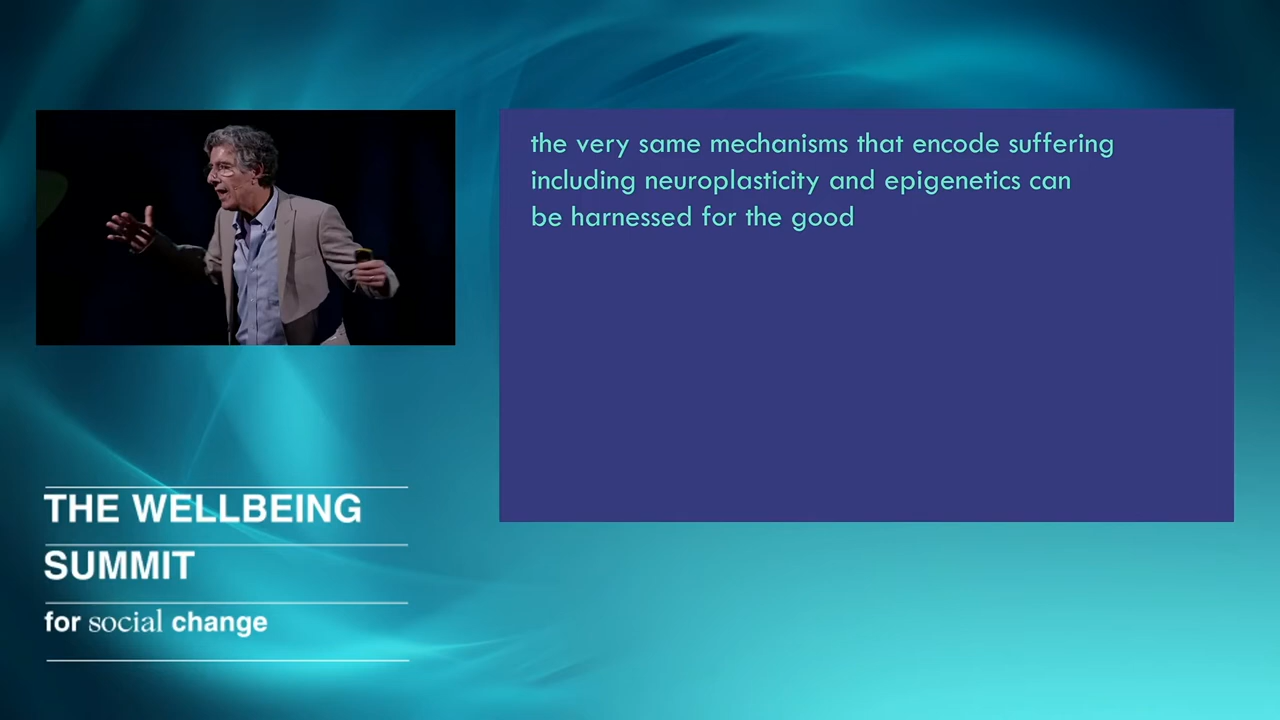 the very same mechanisms that encode suffering
including neuroplasticity and epigenetics can
be harnessed for the good
THE WELLBEING
SUMMIT
for social change